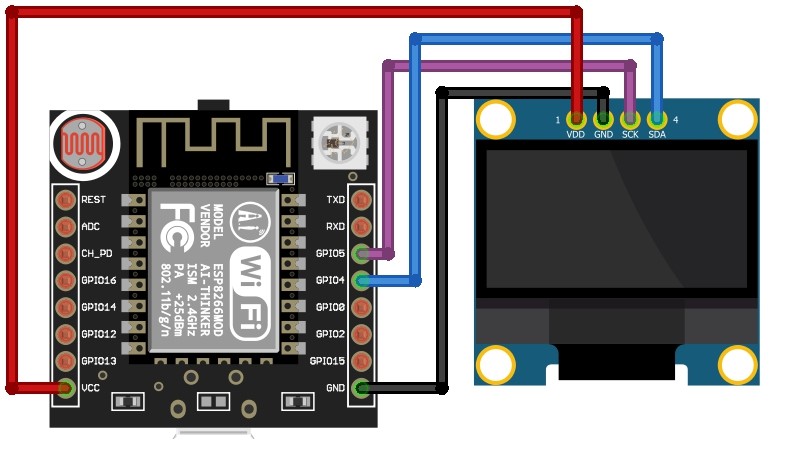 1
4
VDD GND SCK SDA
REST
ADC
CH_PD
GPIO16
GPIO14
GPIO12
GPIO13
VCC
MODEL
VENDOR
ESP8266MOD
AI-THINKER
ISM 2.4GHz
PA +25dBm
802.11b/g/n
FC
Ai
Wi Fi
TXD
RXD
GPIO5
GPIO4
GPIO0
GPIO2
GPIO15
GND